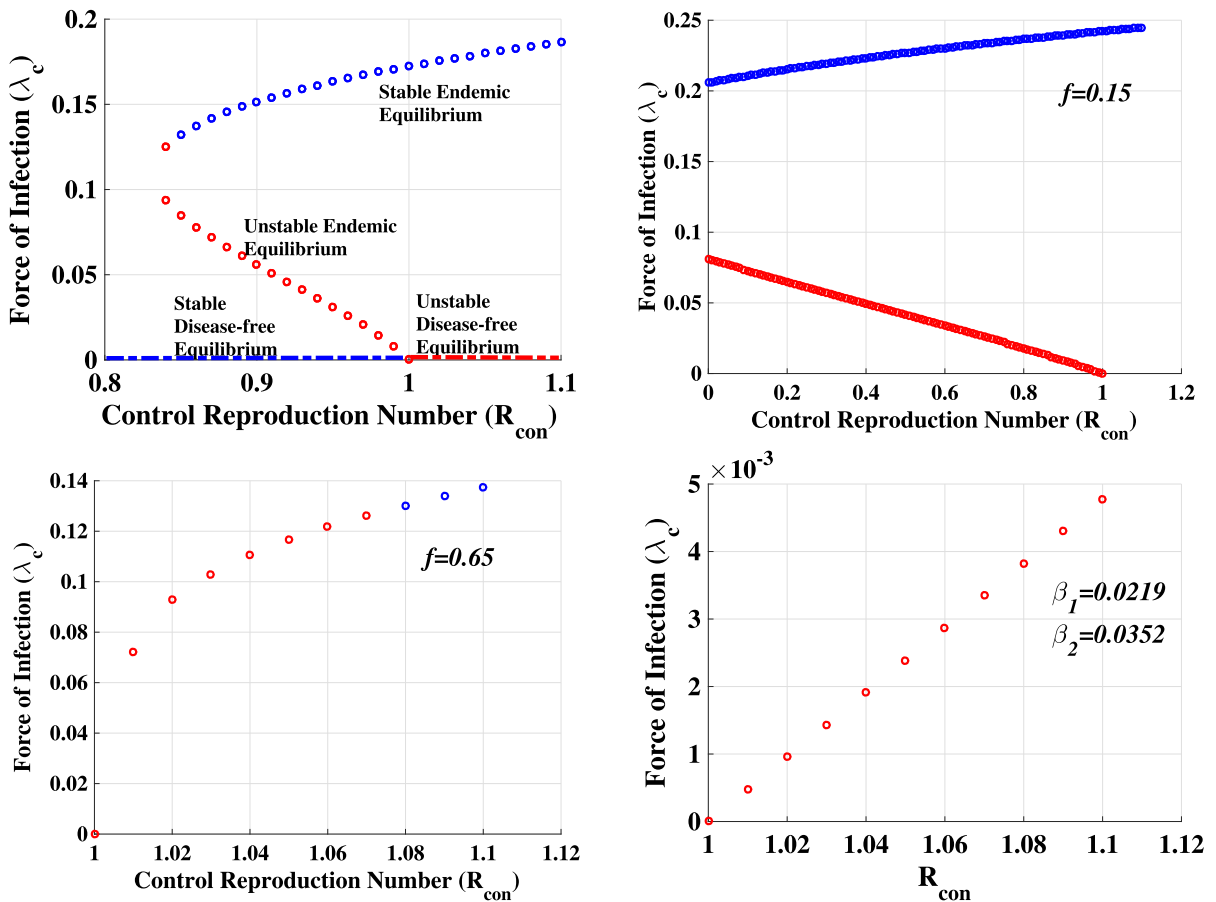 0.2
0.15
0.1
0.05
0
0.8
0.9
1
1.1
Force of Infection (λc)
Control Reproduction Number (Rcon)
Stable Endemic
Equilibrium
Unstable Endemic
Equilibrium
Stable
Disease-free
Equilibrium
Unstable
Disease-free
Equilibrium
0.25
0.2
0.15
0.1
0.05
0
0
0.2
0.4
0.6
0.8
1
1.2
Force of Infection (λc)
Control Reproduction Number (Rcon)
f=0.15
0.14
0.12
0.1
0.08
0.06
0.04
0.02
0
1
1.02
1.04
1.06
1.08
1.1
1.12
Force of Infection (λc)
Control Reproduction Number (Rcon)
f=0.65
×10-3
5
4
3
2
1
0
1
1.02
1.04
1.06
1.08
1.1
1.12
Force of Infection (λc)
Rcon
β1=0.0219
β2=0.0352